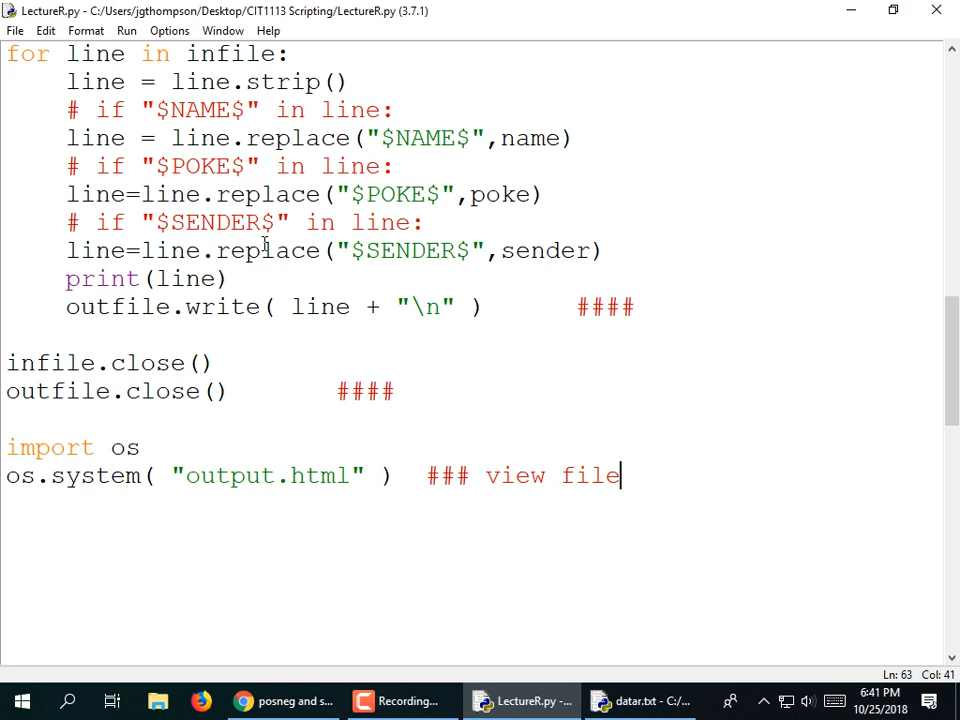 LectureR.py - C:/Users/jgthompson/Desktop/CIT1113 Scripting/LectureR.py (3.7.1)
File Edit Format Run Options Window Help
for line in infile:
    line = line.strip()
    # if "$NAME$" in line:
    line = line.replace("$NAME$",name)
    # if "$POKE$" in line:
    line=line.replace("$POKE$",poke)
    # if "$SENDER$" in line:
    line=line.replace("$SENDER$",sender)
    print(line)
    outfile.write( line + "\n" )      ####
infile.close()
outfile.close()       ####
import os
os.system( "output.html" )  ### view file
Ln: 63 Col: 41
posneg and s... Recording... LectureR.py -... datar.txt - C:/... 6:41 PM
10/25/2018